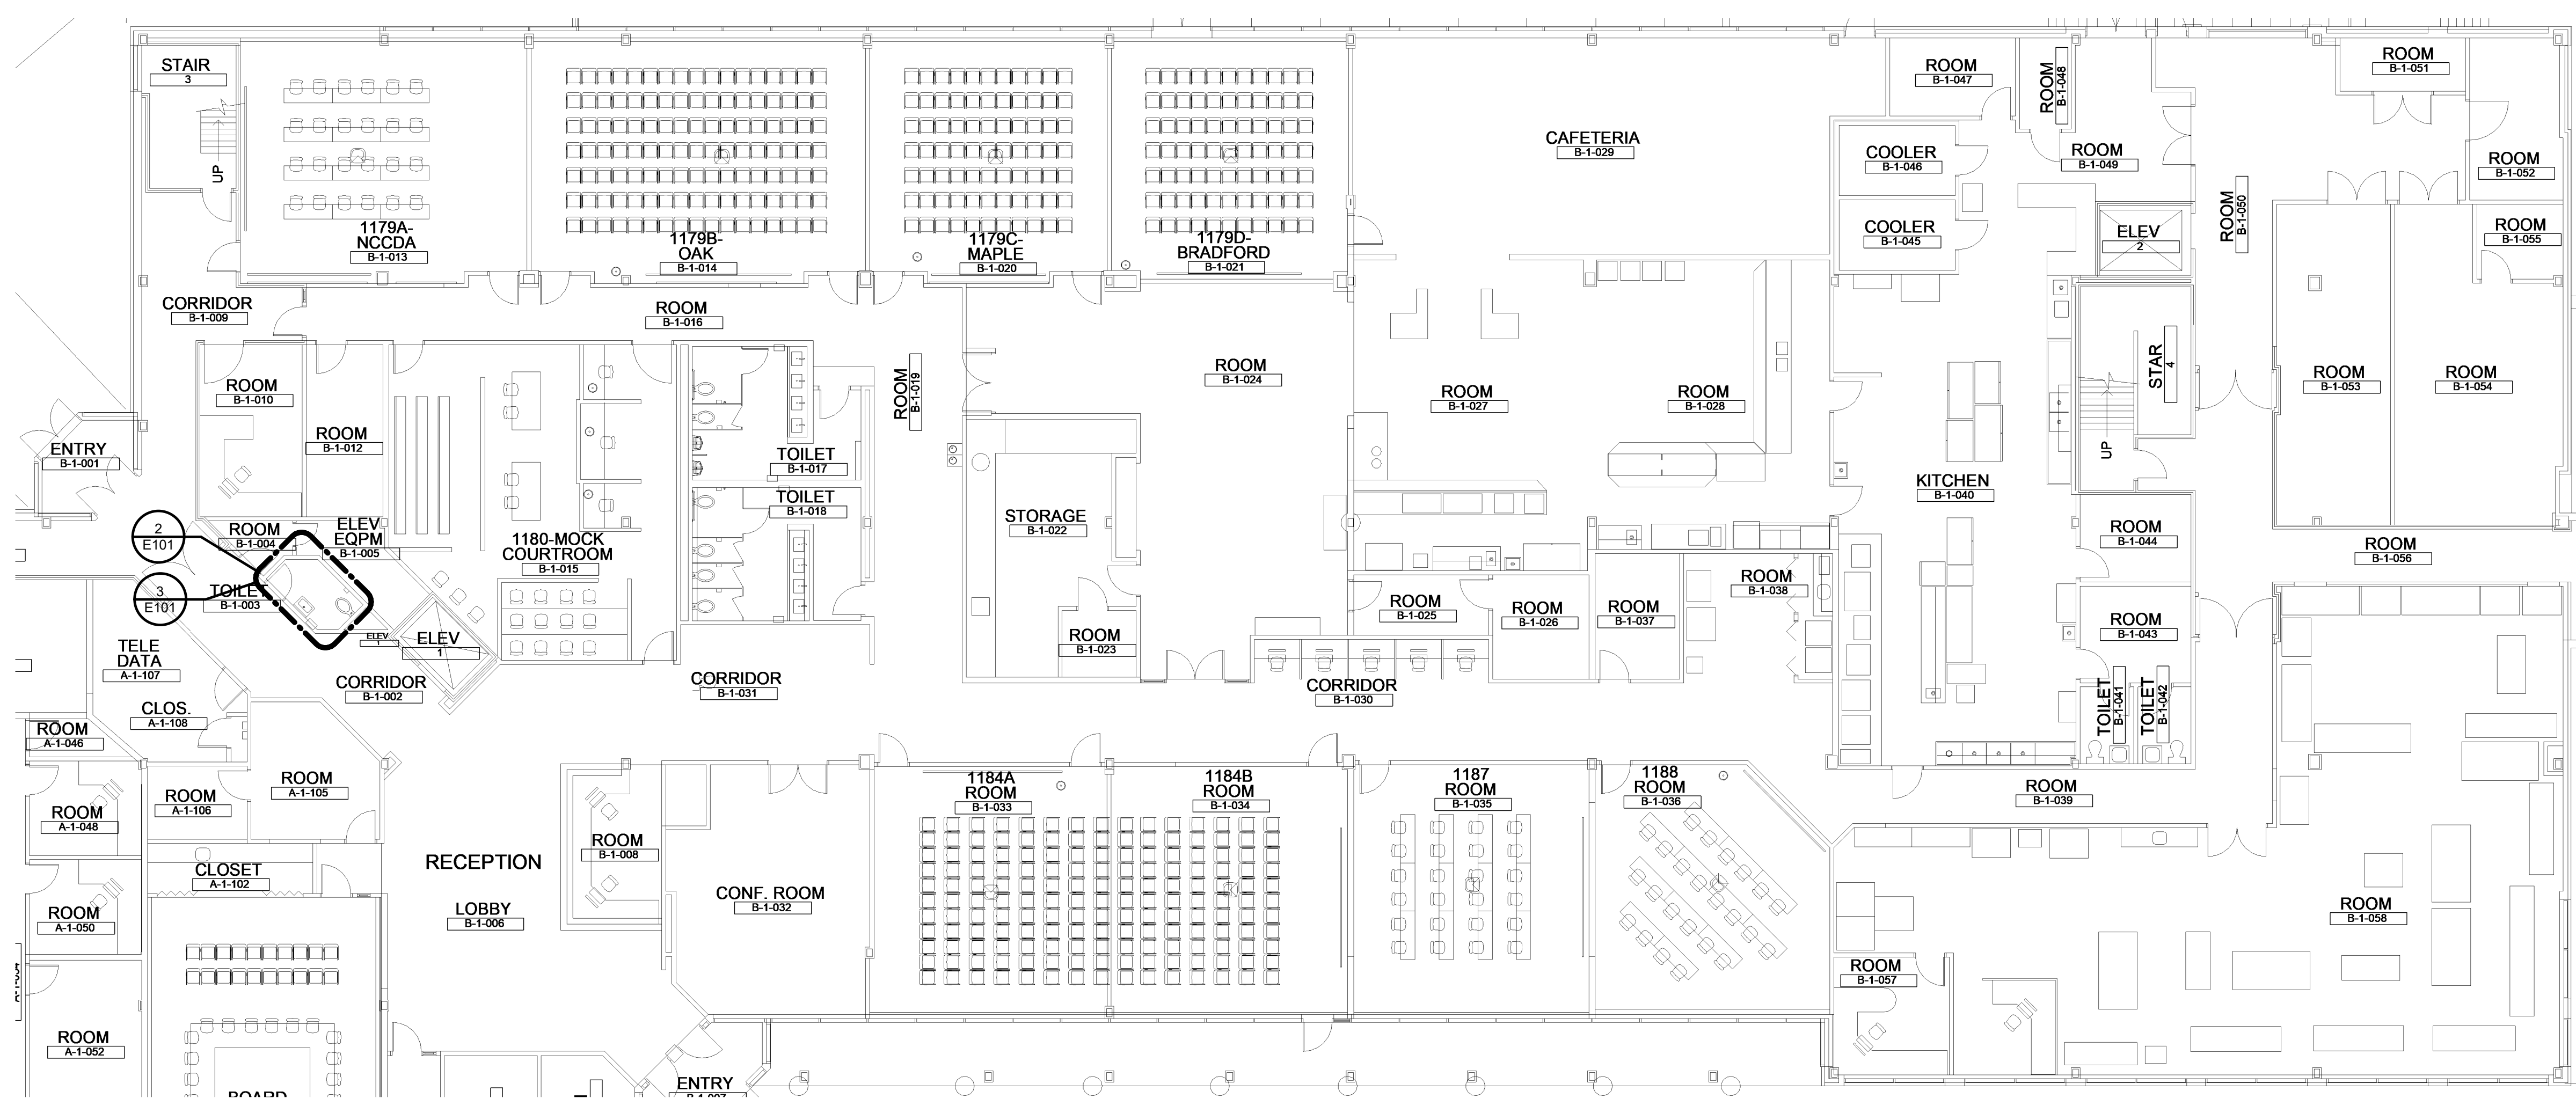 STAIR
3
1179A-
NCCDA
B-1-013
1179B-
OAK
B-1-014
1179C-
MAPLE
B-1-020
1179D-
BRADFORD
B-1-021
CAFETERIA
B-1-029
ROOM
B-1-047
ROOM
B-1-048
ROOM
B-1-049
ROOM
B-1-051
ROOM
B-1-052
COOLER
B-1-046
COOLER
B-1-045
ELEV
2
ROOM
B-1-050
ROOM
B-1-055
UP
CORRIDOR
B-1-009
ROOM
B-1-016
ROOM
B-1-019
ROOM
B-1-024
ROOM
B-1-027
ROOM
B-1-028
STAR
4
UP
ROOM
B-1-053
ROOM
B-1-054
ROOM
B-1-010
ROOM
B-1-012
ENTRY
B-1-001
TOILET
B-1-017
TOILET
B-1-018
STORAGE
B-1-022
KITCHEN
B-1-040
2
E101
3
E101
ROOM
B-1-004
ELEV
EQPM
B-1-005
TOILET
B-1-003
1180-MOCK
COURTROOM
B-1-015
ROOM
B-1-044
ROOM
B-1-056
ROOM
B-1-025
ROOM
B-1-026
ROOM
B-1-037
ROOM
B-1-038
ROOM
B-1-043
ROOM
B-1-023
ELEV
1
ELEV
1
TELE
DATA
A-1-107
CORRIDOR
B-1-002
CORRIDOR
B-1-031
CORRIDOR
B-1-030
TOILET
B-1-041
TOILET
B-1-042
CLOS.
A-1-108
ROOM
A-1-046
ROOM
A-1-105
ROOM
A-1-106
ROOM
A-1-048
1184A
ROOM
B-1-033
1184B
ROOM
B-1-034
1187
ROOM
B-1-035
1188
ROOM
B-1-036
ROOM
B-1-039
ROOM
B-1-008
RECEPTION
CLOSET
A-1-102
CONF. ROOM
B-1-032
LOBBY
B-1-006
ROOM
A-1-050
ROOM
B-1-058
ROOM
B-1-057
ROOM
A-1-052
ENTRY
B-1-007
BOARD